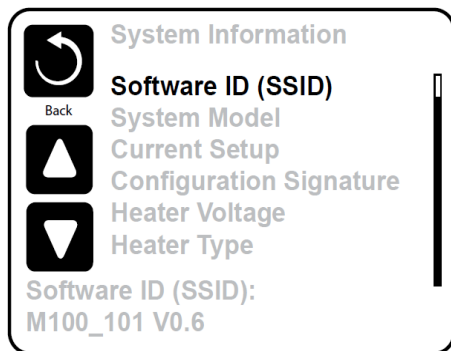 System Information
Back
Software ID (SSID)
System Model
Current Setup
Configuration Signature
Heater Voltage
Heater Type
Software ID (SSID):
M100_101 V0.6